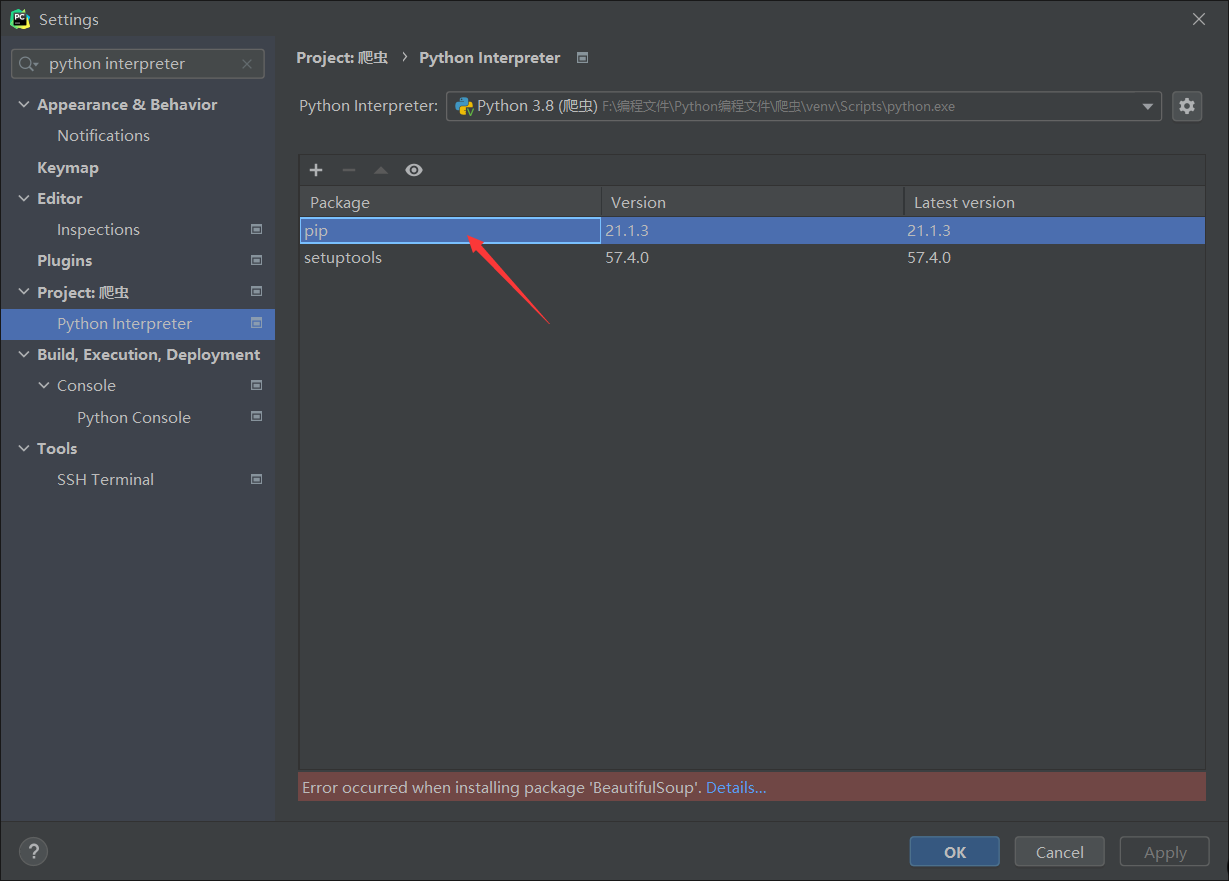 PC
Settings
python interpreter
Appearance & Behavior
Notifications
Keymap
Editor
Inspections
Plugins
Project: 爬虫
Python Interpreter
Build, Execution, Deployment
Console
Python Console
Tools
SSH Terminal
Project: 爬虫 › Python Interpreter
Python Interpreter: Python 3.8 (爬虫) F:\编程文件\Python编程文件\爬虫\venv\Scripts\python.exe
Package Version Latest version
pip 21.1.3 21.1.3
setuptools 57.4.0 57.4.0
Error occurred when installing package 'BeautifulSoup'. Details...
? OK Cancel Apply